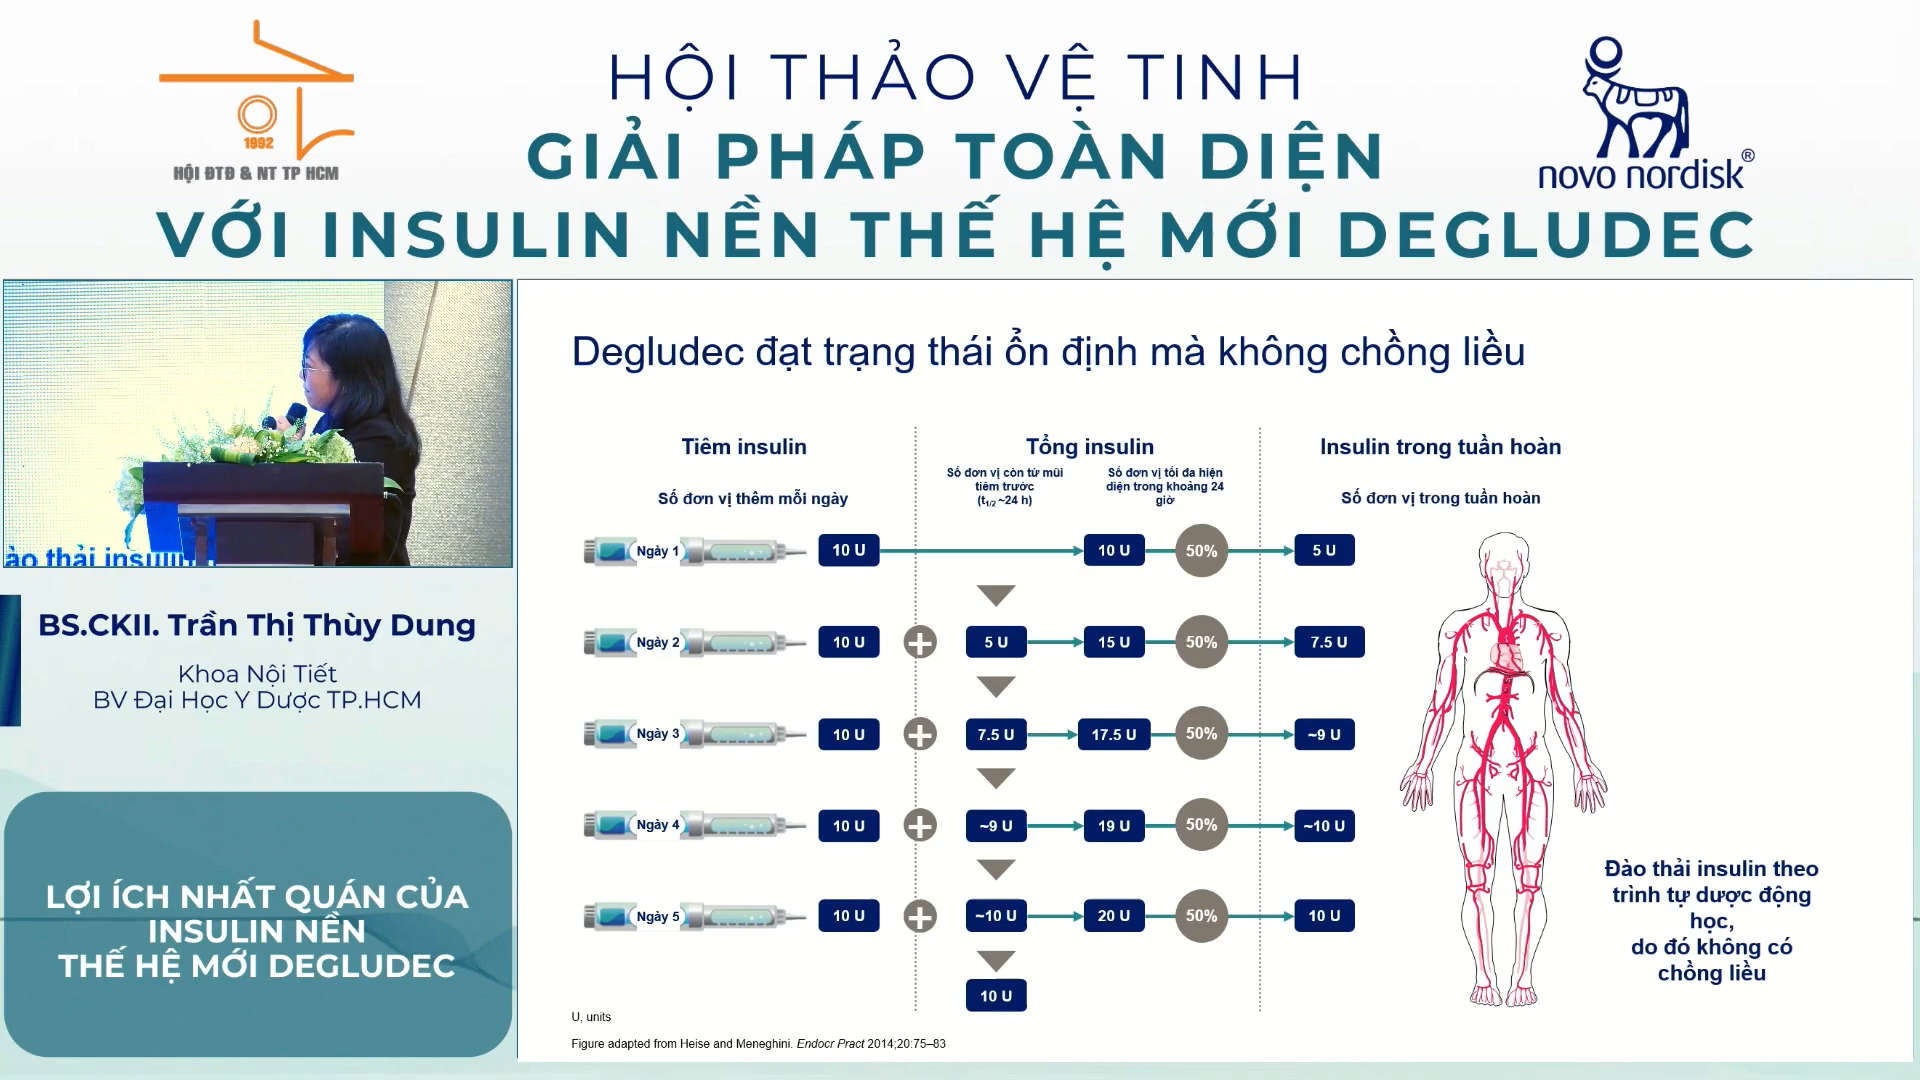 HỘI THẢO VỆ TINH
GIẢI PHÁP TOÀN DIỆN
VỚI INSULIN NỀN THẾ HỆ MỚI DEGLUDEC
1992
HỘI ĐTĐ & NT TP HCM
novo nordisk®
ào thải insulin
BS.CKII. Trần Thị Thùy Dung
Khoa Nội Tiết
BV Đại Học Y Dược TP.HCM
LỢI ÍCH NHẤT QUÁN CỦA
INSULIN NỀN
THẾ HỆ MỚI DEGLUDEC
Degludec đạt trạng thái ổn định mà không chồng liều
Tiêm insulin
Số đơn vị thêm mỗi ngày
Tổng insulin
Số đơn vị còn từ mũi
tiêm trước
(t1/2 ~24 h)
Số đơn vị tối đa hiện
diện trong khoảng 24
giờ
Insulin trong tuần hoàn
Số đơn vị trong tuần hoàn
Ngày 1 10 U 10 U 50% 5 U
Ngày 2 10 U + 5 U 15 U 50% 7.5 U
Ngày 3 10 U + 7.5 U 17.5 U 50% ~9 U
Ngày 4 10 U + ~9 U 19 U 50% ~10 U
Ngày 5 10 U + ~10 U 20 U 50% 10 U
10 U
Đào thải insulin theo
trình tự dược động
học,
do đó không có
chồng liều
U, units
Figure adapted from Heise and Meneghini. Endocr Pract 2014;20:75–83